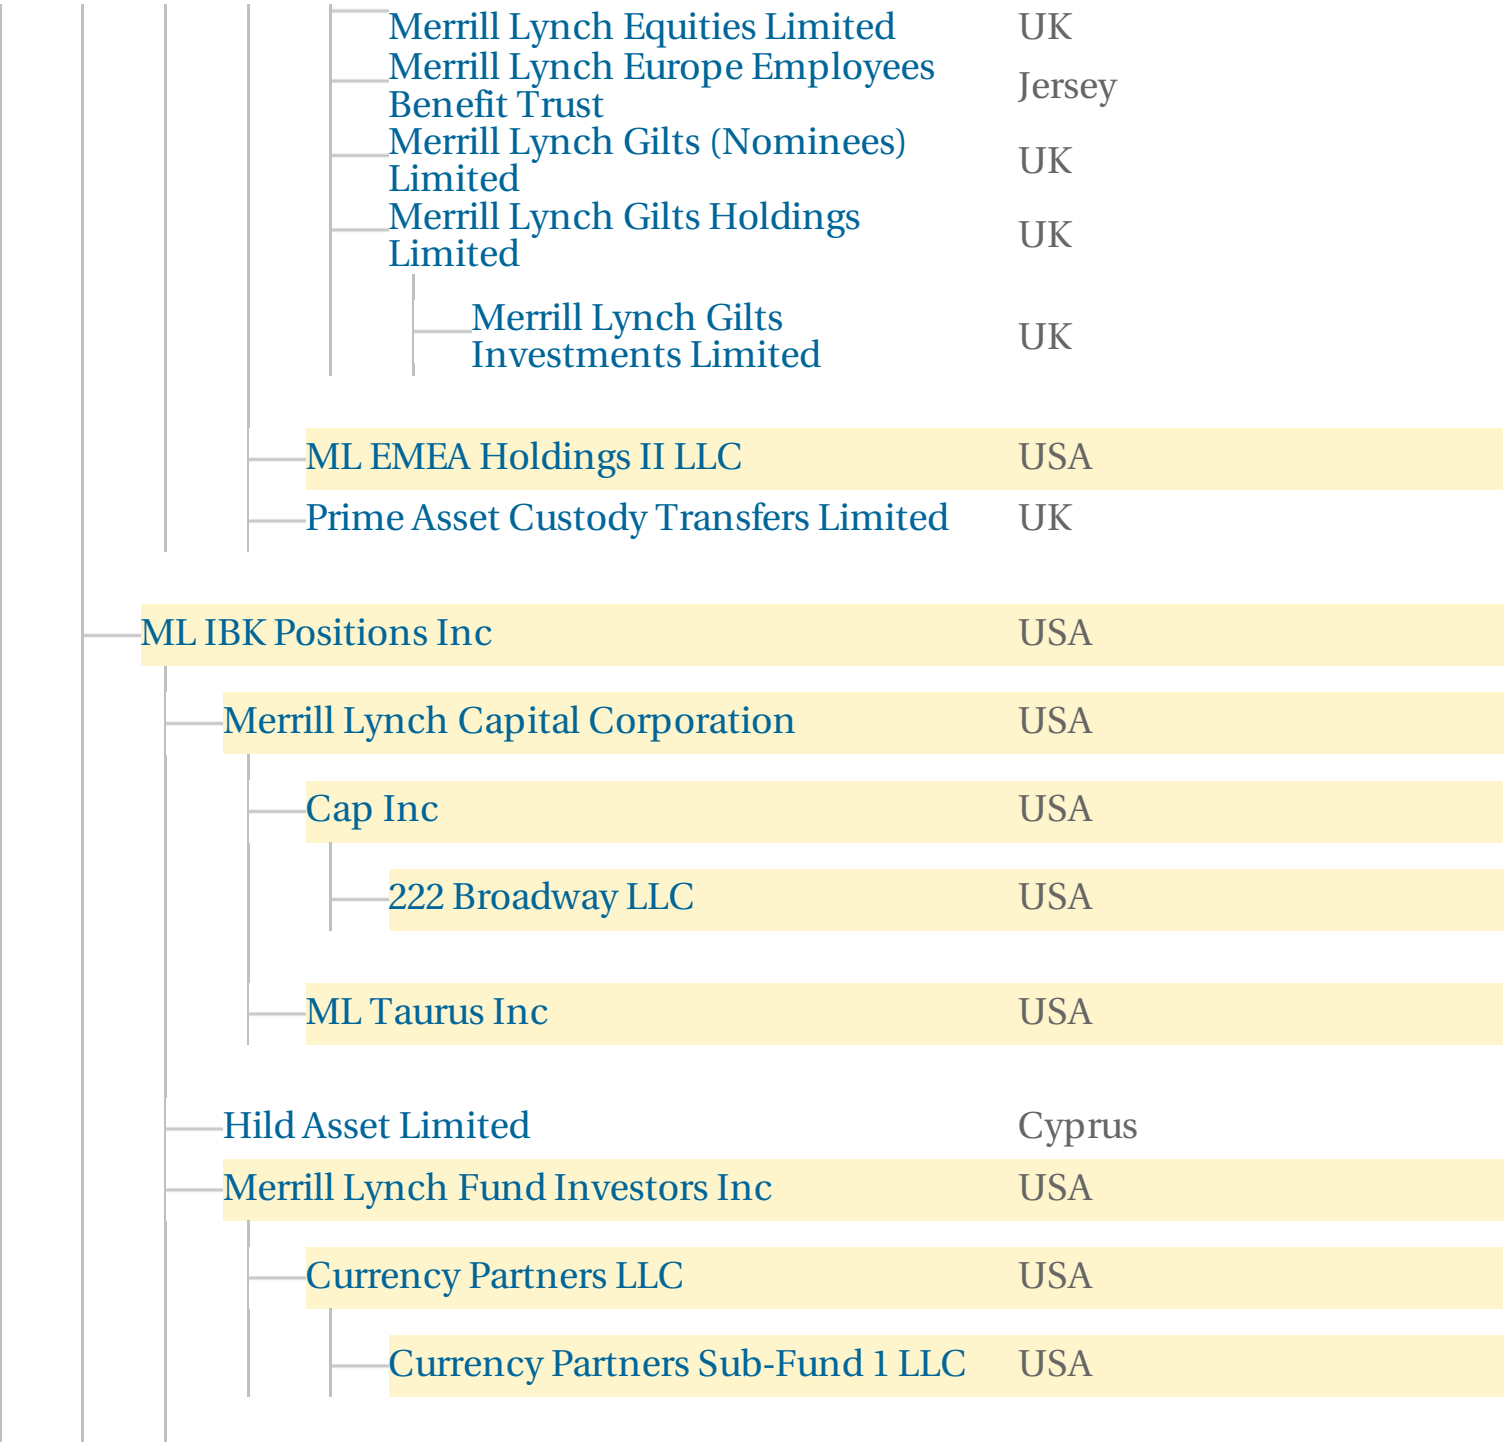 Merrill Lynch Equities Limited UK
Merrill Lynch Europe Employees
Benefit Trust Jersey
Merrill Lynch Gilts (Nominees)
Limited UK
Merrill Lynch Gilts Holdings
Limited UK
Merrill Lynch Gilts
Investments Limited UK
ML EMEA Holdings II LLC USA
Prime Asset Custody Transfers Limited UK
ML IBK Positions Inc USA
Merrill Lynch Capital Corporation USA
Cap Inc USA
222 Broadway LLC USA
ML Taurus Inc USA
Hild Asset Limited Cyprus
Merrill Lynch Fund Investors Inc USA
Currency Partners LLC USA
Currency Partners Sub-Fund 1 LLC USA